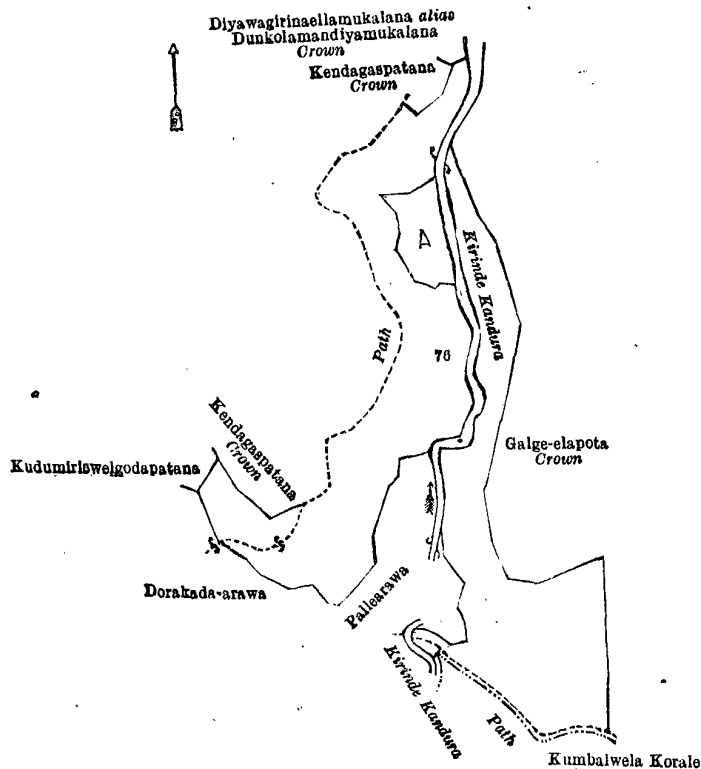 Diyawagirinaellamukalana alias
Dunkolamandiyamukalana
Crown
Kendagaspatana
Crown
A
Kirinde Kandura
Path
76
Kendagaspatana
Crown
Galge-elapota
Crown
Kudumiriswelgodapatana
Dorakada-arawa
Pallearawa
Kirinde Kandura
Path
Kumbalwela Korale